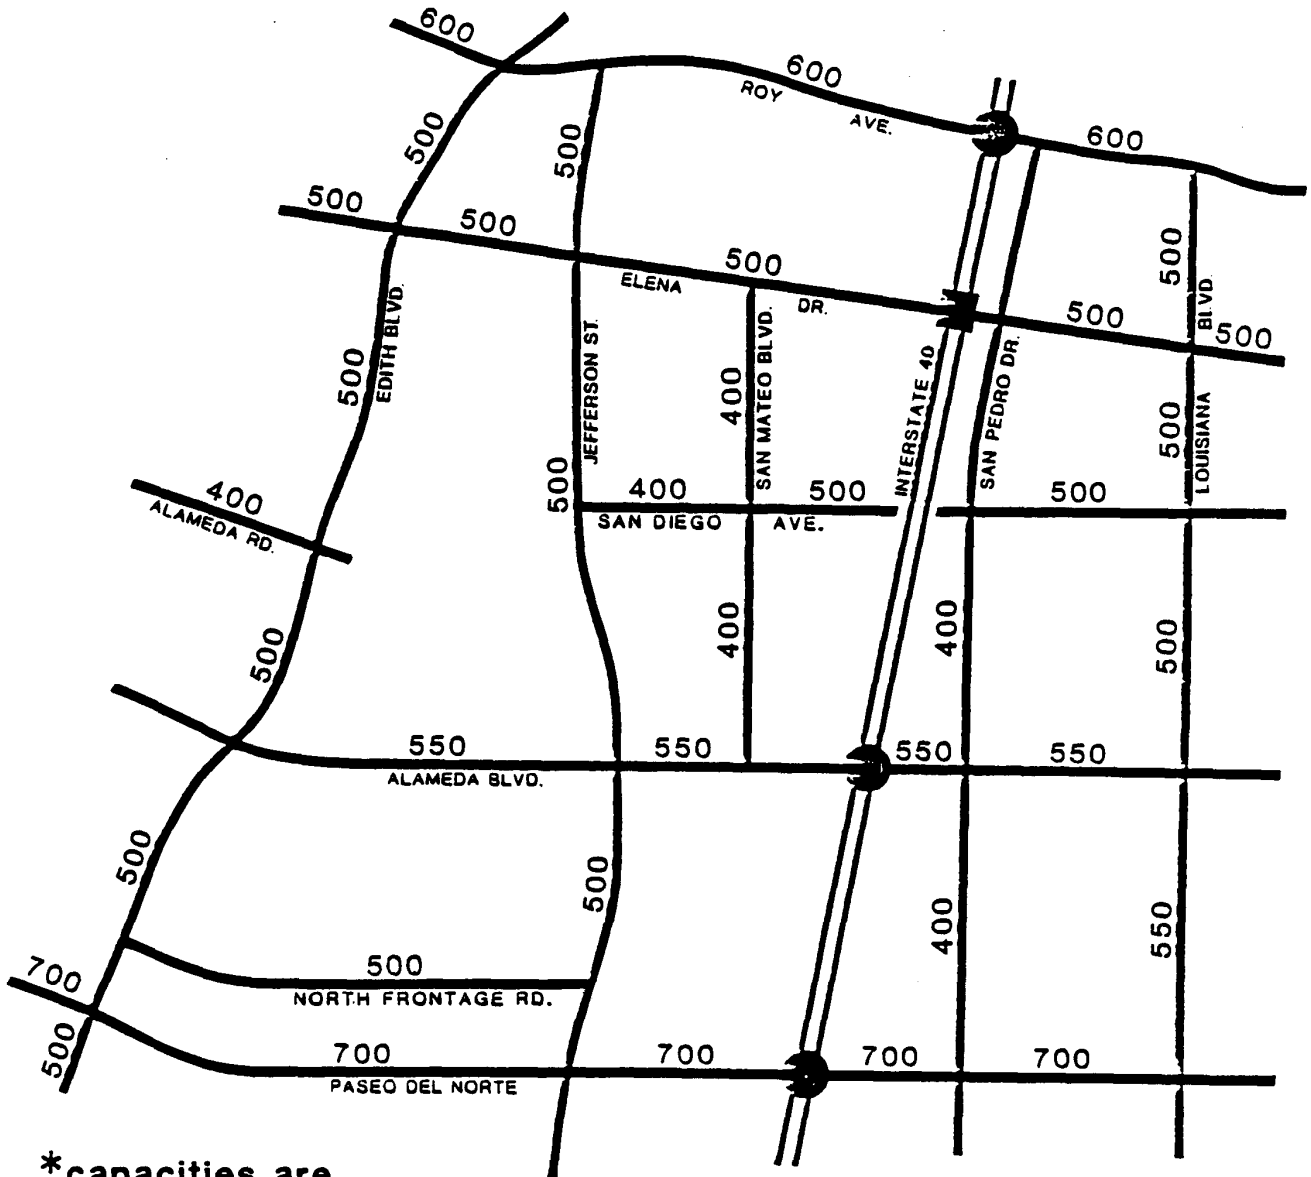 600
600
ROY
AVE.
600
500
500
500
500
500
ELENA
DR.
500
500
500
BLVD.
500
EDITH BLVD.
JEFFERSON ST.
SAN MATEO BLVD.
INTERSTATE 40
SAN PEDRO DR.
LOUISIANA
500
400
500
400
ALAMEDA RD.
500
400
500
500
SAN DIEGO
AVE.
500
400
400
500
550
ALAMEDA BLVD.
550
550
550
500
500
400
550
700
500
NORTH FRONTAGE RD.
500
700
PASEO DEL NORTE
700
700
700
*capacities are